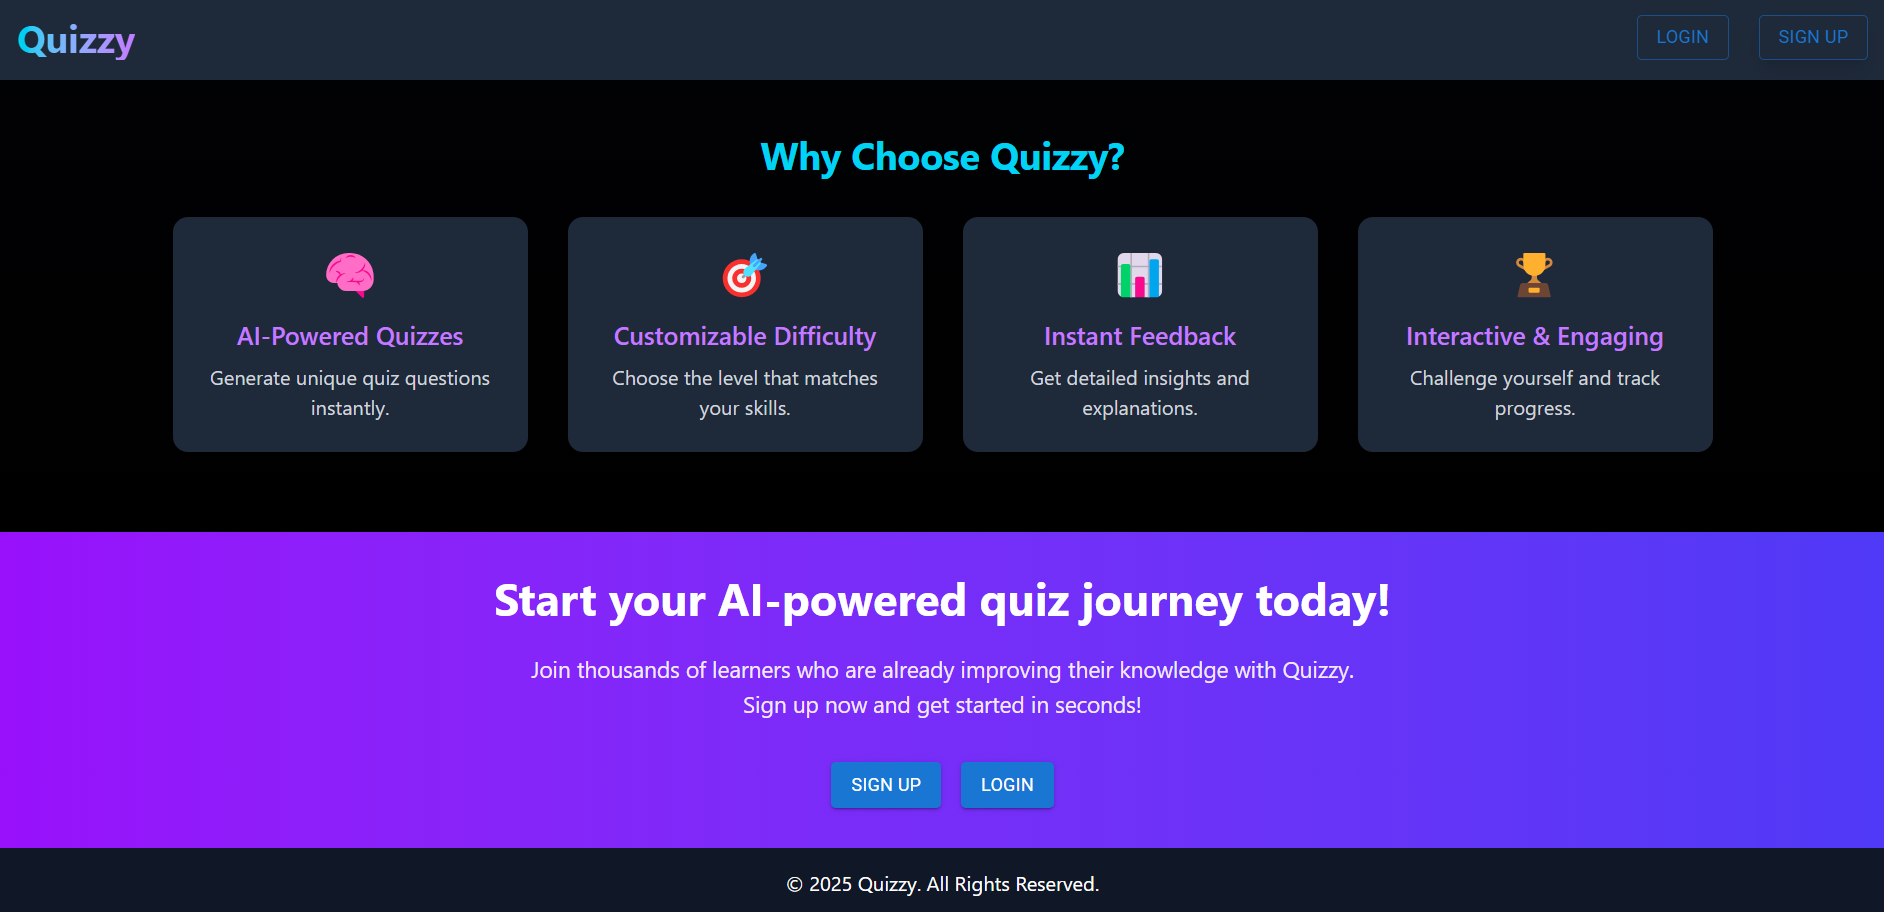 Quizzy
LOGIN
SIGN UP
Why Choose Quizzy?
AI-Powered Quizzes
Generate unique quiz questions
instantly.
Customizable Difficulty
Choose the level that matches
your skills.
Instant Feedback
Get detailed insights and
explanations.
Interactive & Engaging
Challenge yourself and track
progress.
Start your AI-powered quiz journey today!
Join thousands of learners who are already improving their knowledge with Quizzy.
Sign up now and get started in seconds!
SIGN UP
LOGIN
© 2025 Quizzy. All Rights Reserved.